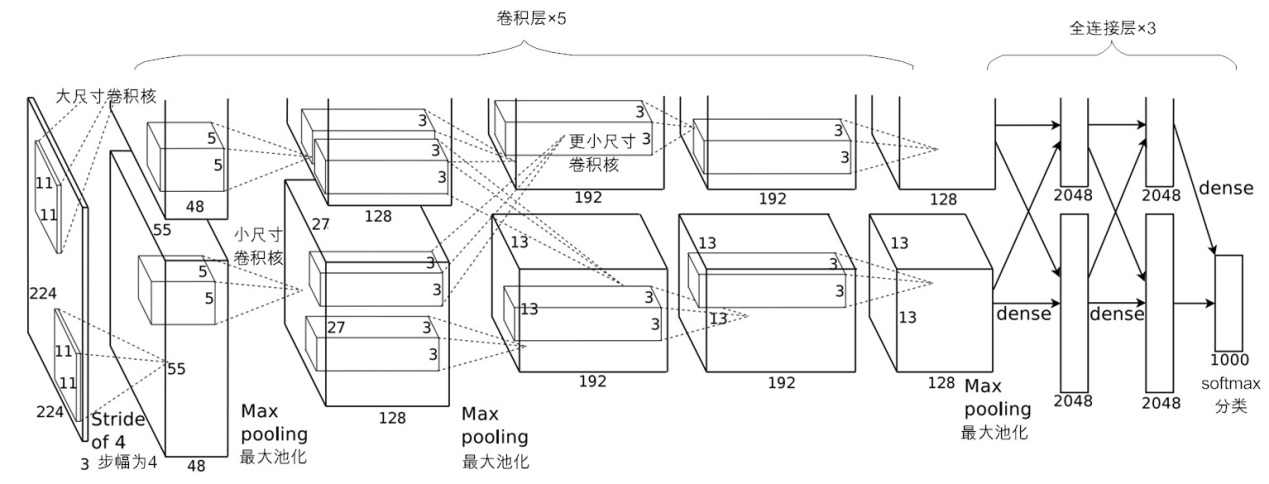 卷积层×5
全连接层×3
大尺寸卷积核
11
11
224
11
11
224
3
Stride
of 4
步幅为4
5
5
48
55
小尺寸
卷积核
5
5
55
48
Max
pooling
最大池化
3
3
3
128
27
3
3
27
3
3
128
Max
pooling
最大池化
3
3
更小尺寸
卷积核
192
13
3
3
13
192
3
3
192
13
3
3
13
192
128
13
13
128
Max
pooling
最大池化
dense
2048
2048
dense
2048
2048
dense
1000
softmax
分类